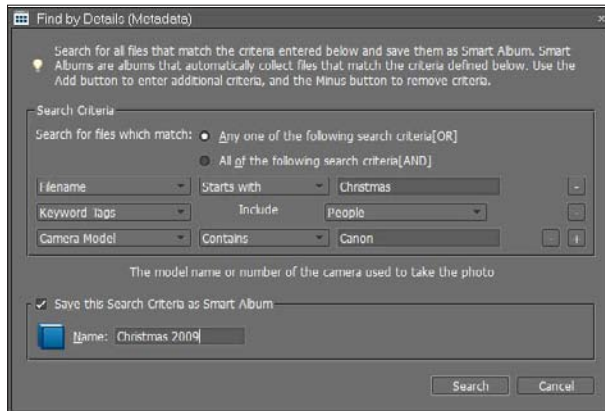 Find by Details (Metadata)
Search for all files that match the criteria entered below and save them as Smart Album. Smart
Albums are albums that automatically collect files that match the criteria defined below. Use the
Add button to enter additional criteria, and the Minus button to remove criteria.
Search Criteria
Search for files which match: Any one of the following search criteria[OR]
All of the following search criteria[AND]
Filename Starts with Christmas -
Keyword Tags Include People -
Camera Model Contains Canon - +
The model name or number of the camera used to take the photo
Save this Search Criteria as Smart Album
Name: Christmas 2009
Search Cancel